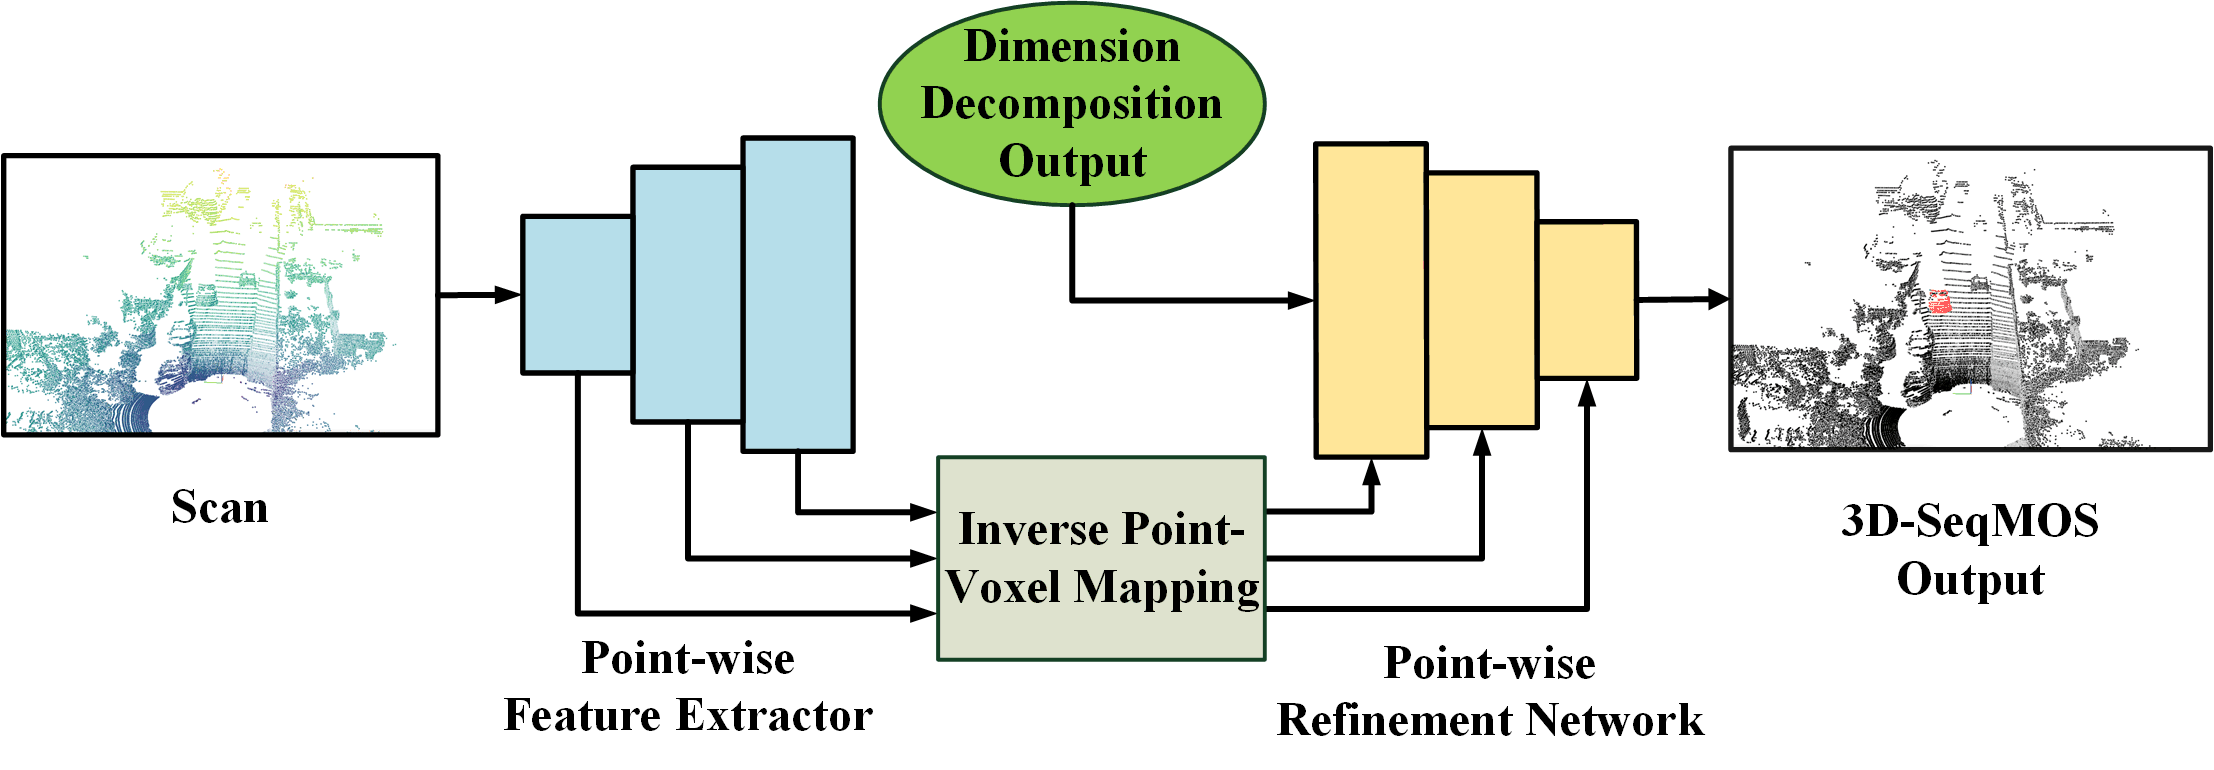 Dimension
Decomposition
Output
Scan
Inverse Point-
Voxel Mapping
3D-SeqMOS
Output
Point-wise
Feature Extractor
Point-wise
Refinement Network